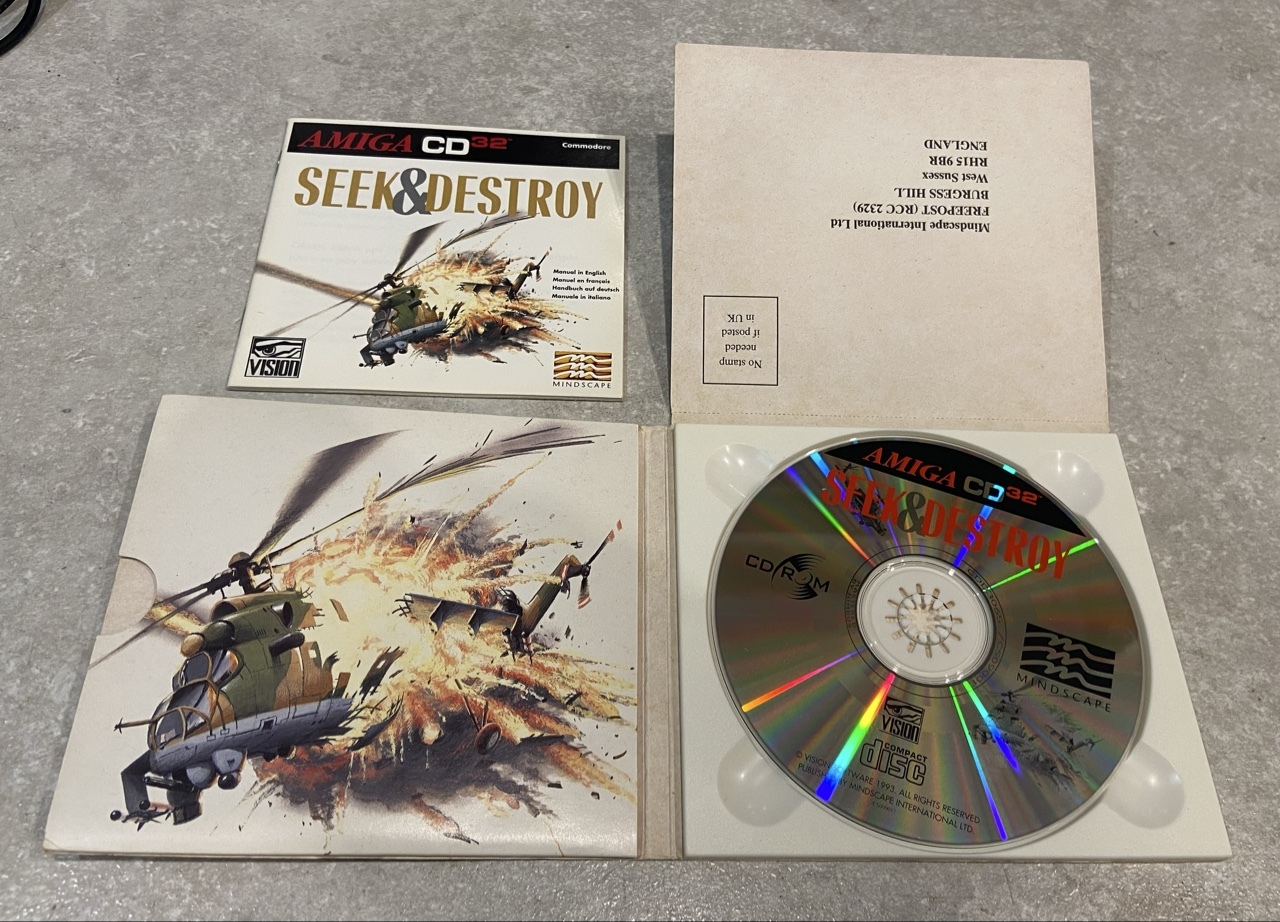 AMIGA CD32™ Commodore
SEEK&DESTROY
Manual in English
Manuel en français
Handbuch auf deutsch
Manuale in italiano
VISION
MINDSCAPE
Mindscape International Ltd
FREEPOST (RCC 2329)
BURGESS HILL
West Sussex
RH15 9BR
ENGLAND
No stamp
needed
if posted
in UK
AMIGA CD32™
SEEK&DESTROY
CD-ROM
MINDSCAPE
VISION
COMPACT
disc
© VISION SOFTWARE 1993. ALL RIGHTS RESERVED
PUBLISHED BY MINDSCAPE INTERNATIONAL LTD.